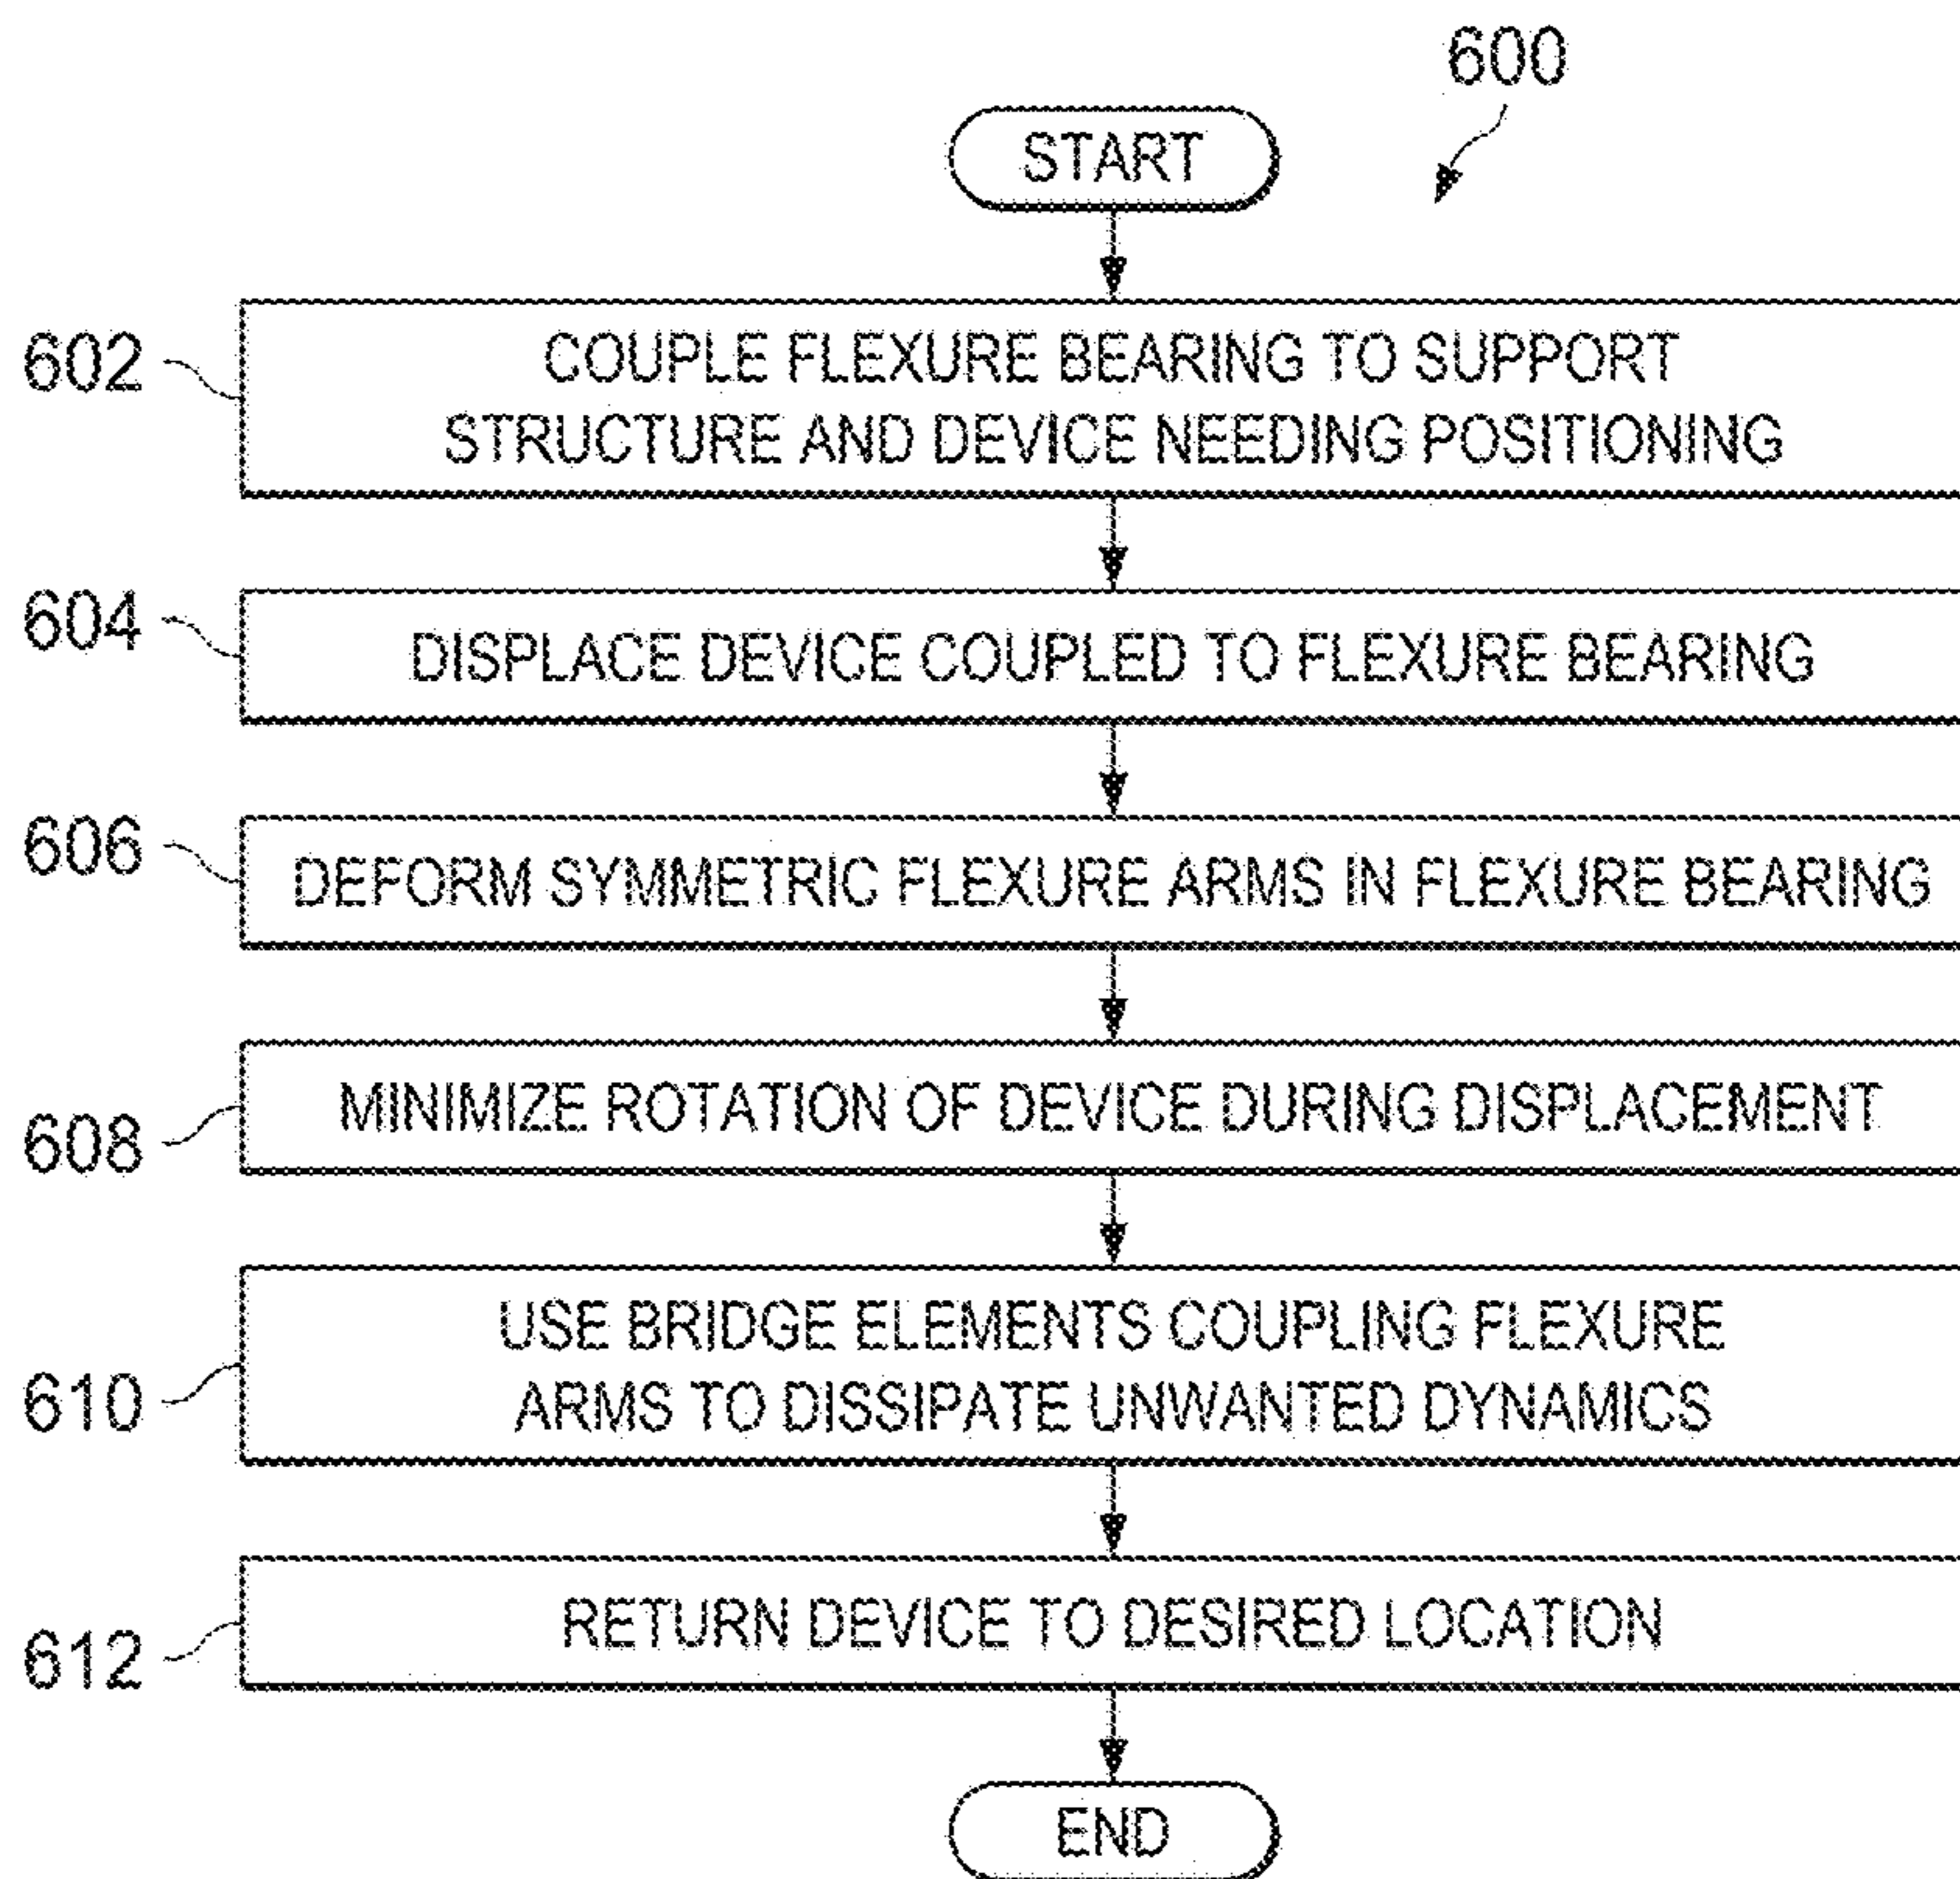 600
START
602
COUPLE FLEXURE BEARING TO SUPPORT
STRUCTURE AND DEVICE NEEDING POSITIONING
604
DISPLACE DEVICE COUPLED TO FLEXURE BEARING
606
DEFORM SYMMETRIC FLEXURE ARMS IN FLEXURE BEARING
608
MINIMIZE ROTATION OF DEVICE DURING DISPLACEMENT
610
USE BRIDGE ELEMENTS COUPLING FLEXURE
ARMS TO DISSIPATE UNWANTED DYNAMICS
612
RETURN DEVICE TO DESIRED LOCATION
END